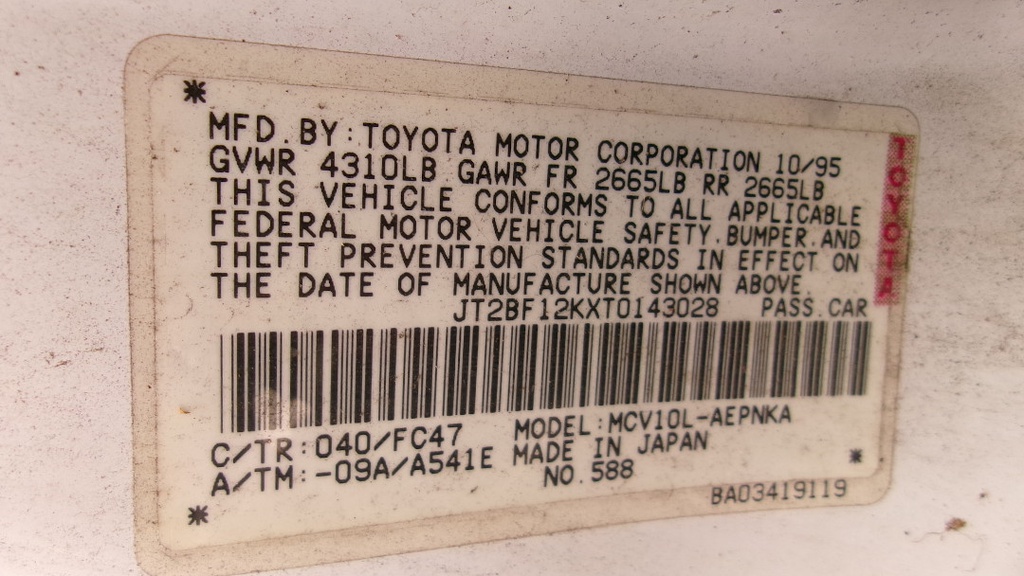 MFD. BY: TOYOTA MOTOR CORPORATION 10/95
GVWR 4310LB GAWR FR 2665LB RR 2665LB
THIS VEHICLE CONFORMS TO ALL APPLICABLE
FEDERAL MOTOR VEHICLE SAFETY, BUMPER, AND
THEFT PREVENTION STANDARDS IN EFFECT ON
THE DATE OF MANUFACTURE SHOWN ABOVE.
JT2BF12KXT0143028 PASS. CAR
C/TR: 040/FC47 MODEL: MCV10L-AEPNKA
A/TM: -09A/A541E MADE IN JAPAN
NO. 588
BA03419119
TOYOTA